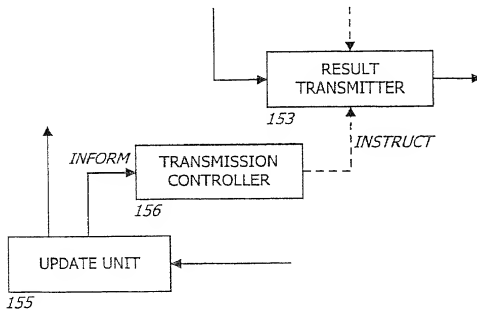 RESULT
TRANSMITTER
153
INSTRUCT
INFORM
TRANSMISSION
CONTROLLER
156
UPDATE UNIT
155